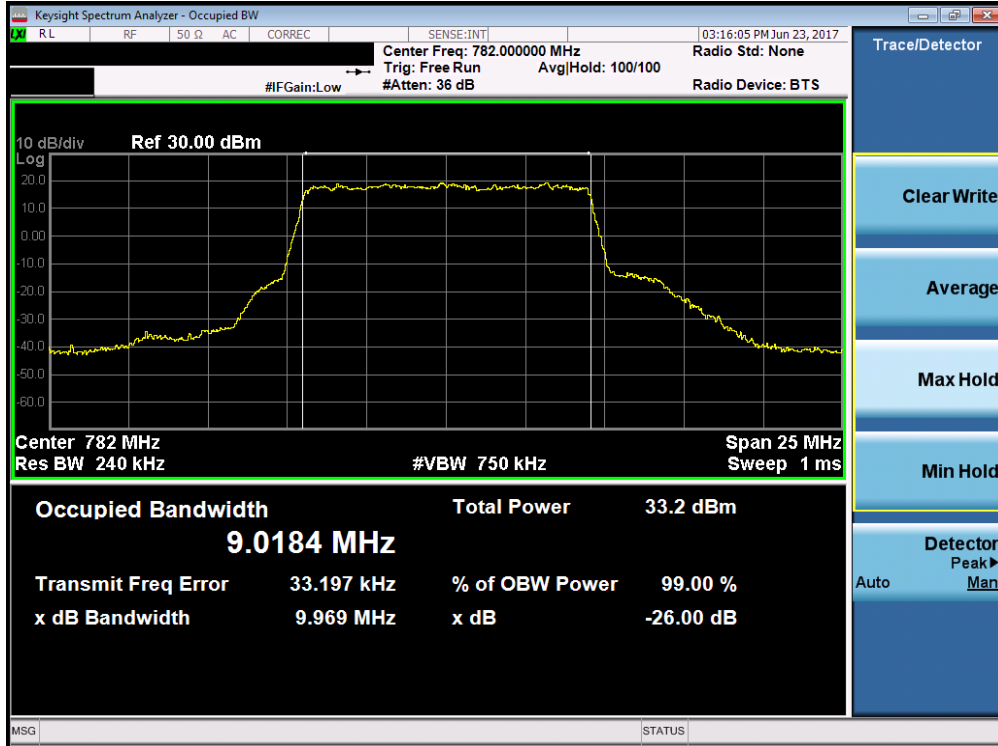 Keysight Spectrum Analyzer - Occupied BW
LXI RL RF 50 Ω AC CORREC SENSE:INT 03:16:05 PM Jun 23, 2017
Center Freq: 782.000000 MHz Radio Std: None
Trig: Free Run Avg|Hold: 100/100
#IFGain:Low #Atten: 36 dB Radio Device: BTS
10 dB/div Ref 30.00 dBm
Log
20.0
10.0
0.00
-10.0
-20.0
-30.0
-40.0
-50.0
-60.0
Center 782 MHz Span 25 MHz
Res BW 240 kHz #VBW 750 kHz Sweep 1 ms
Occupied Bandwidth Total Power 33.2 dBm
9.0184 MHz
Transmit Freq Error 33.197 kHz % of OBW Power 99.00 %
x dB Bandwidth 9.969 MHz x dB -26.00 dB
MSG STATUS
Trace/Detector
Clear Write
Average
Max Hold
Min Hold
Detector
Peak▶
Auto Man